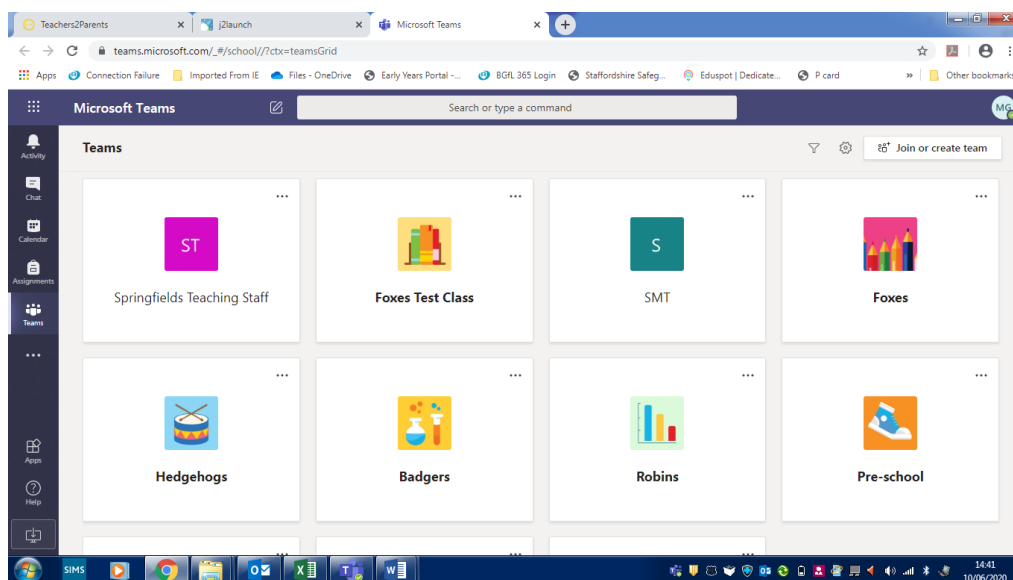 Teachers2Parents
j2launch
Microsoft Teams
teams.microsoft.com/_#/school//?ctx=teamsGrid
Apps
Connection Failure
Imported From IE
Files - OneDrive
Early Years Portal -...
BGfL 365 Login
Staffordshire Safeg...
Eduspot | Dedicate...
P card
»
Other bookmarks
Microsoft Teams
Search or type a command
MG
Activity
Chat
Calendar
Assignments
Teams
Apps
Help
Teams
Join or create team
ST
Springfields Teaching Staff
Foxes Test Class
S
SMT
Foxes
Hedgehogs
Badgers
Robins
Pre-school
SIMS
14:41
10/06/2020